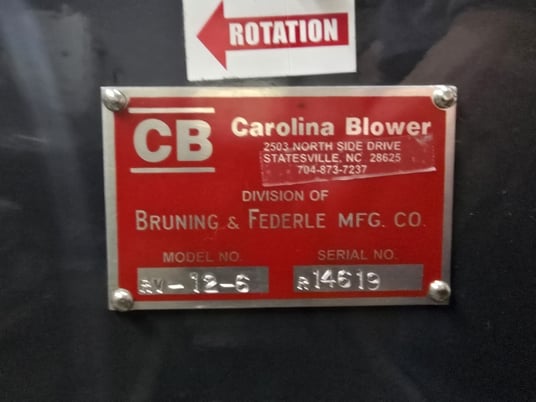 ROTATION
CB
Carolina Blower
2503 NORTH SIDE DRIVE
STATESVILLE, NC 28625
704-873-7237
DIVISION OF
BRUNING & FEDERLE MFG. CO.
MODEL NO. SERIAL NO.
-12-6 14619